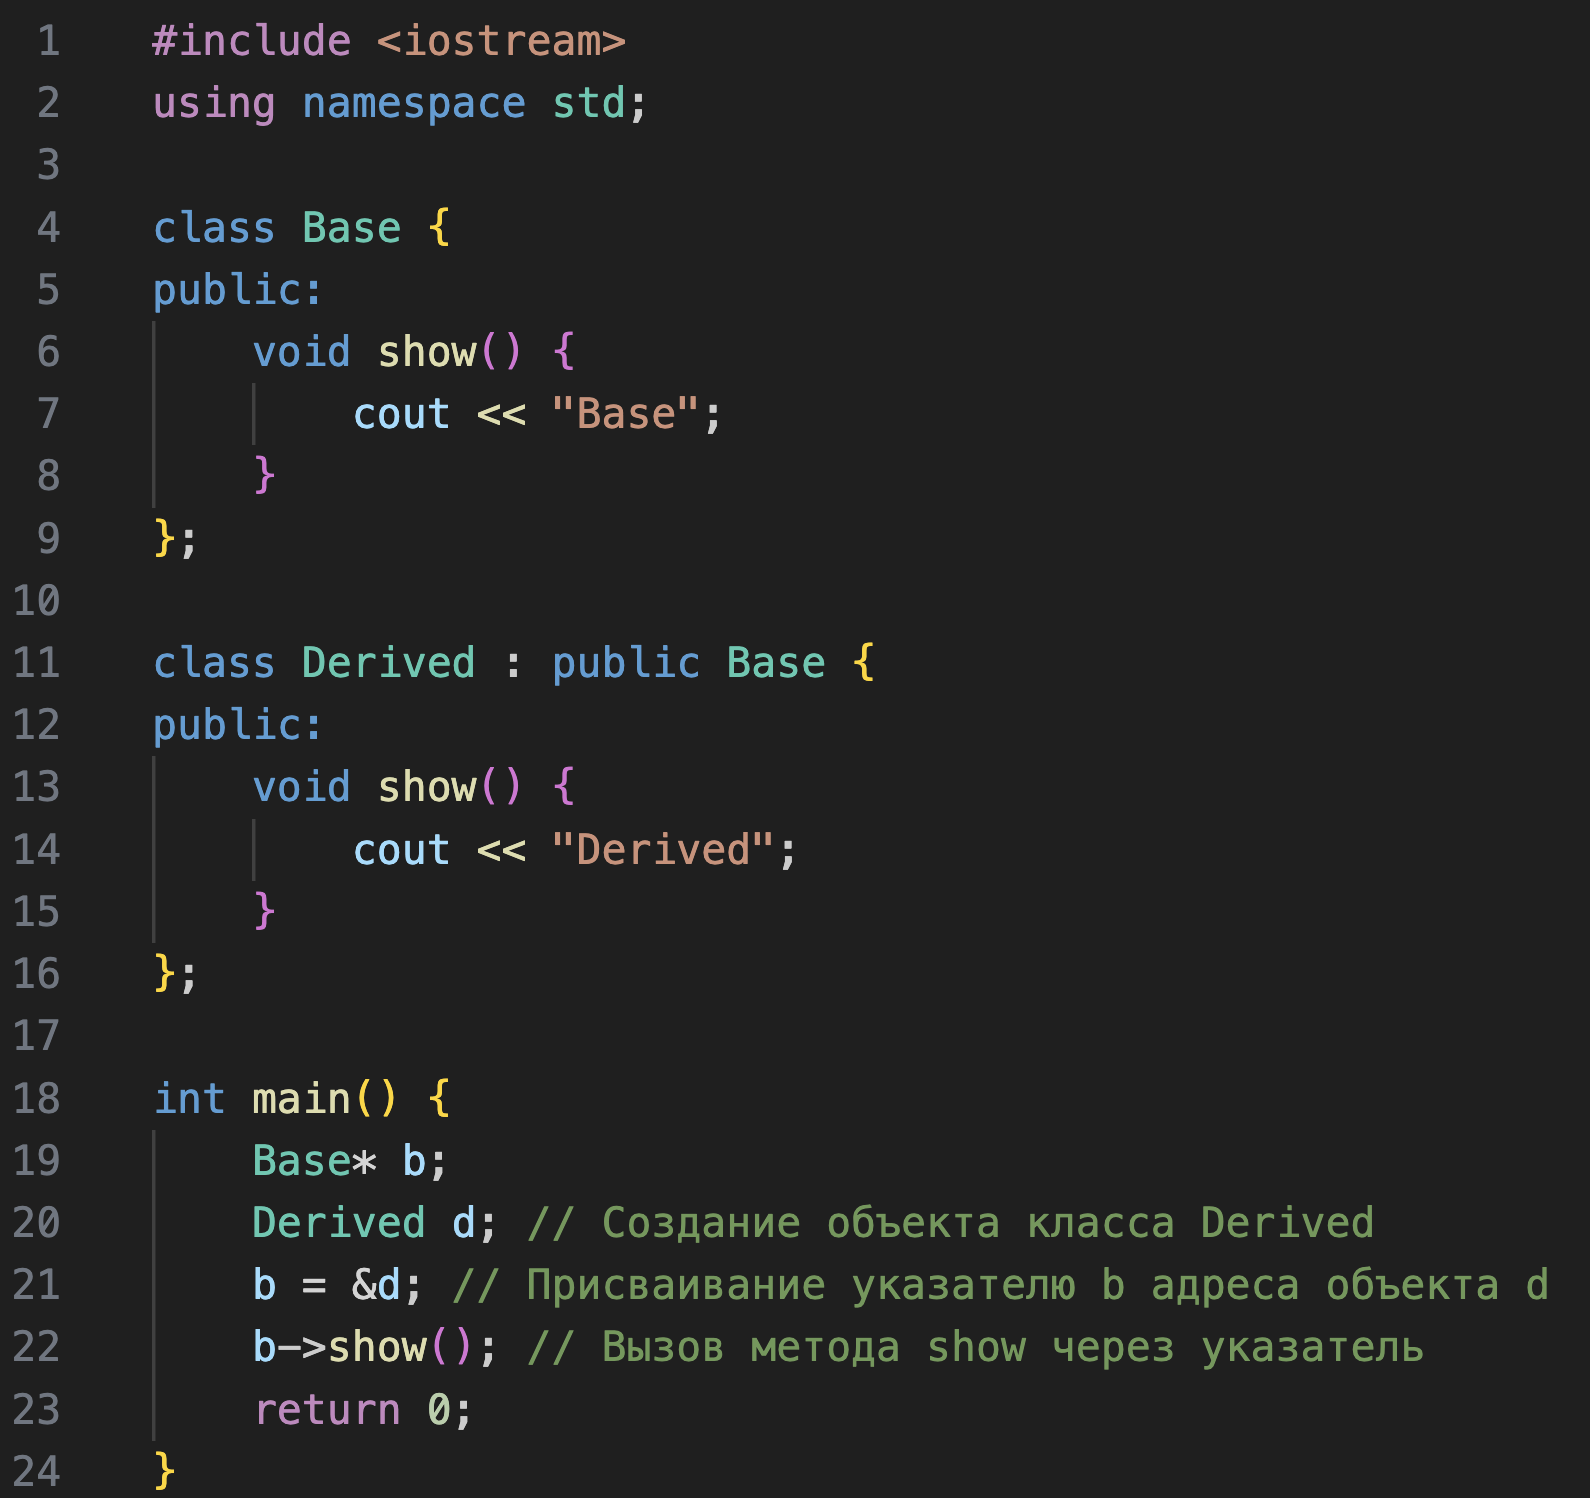 1 #include <iostream>
2 using namespace std;
3
4 class Base {
5 public:
6     void show() {
7         cout << "Base";
8     }
9 };
10
11 class Derived : public Base {
12 public:
13     void show() {
14         cout << "Derived";
15     }
16 };
17
18 int main() {
19     Base* b;
20     Derived d; // Создание объекта класса Derived
21     b = &d; // Присваивание указателю b адреса объекта d
22     b->show(); // Вызов метода show через указатель
23     return 0;
24 }